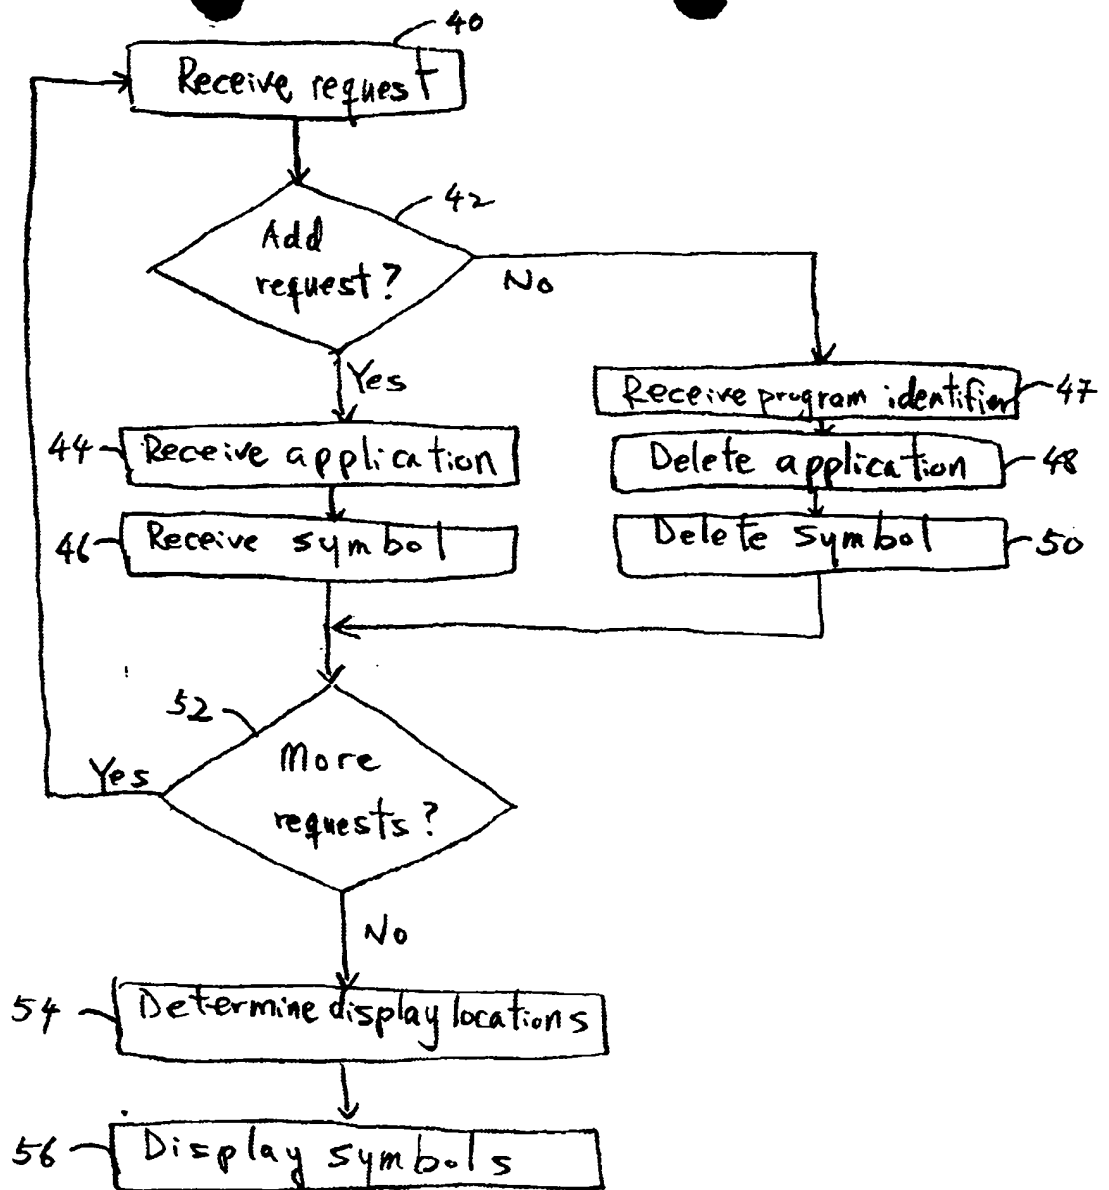 40
Receive request
42
Add
request?
No
Yes
Receive program identifier
47
44
Receive application
Delete application
48
46
Receive symbol
Delete symbol
50
52
More
requests?
Yes
No
54
Determine display locations
56
Display symbols